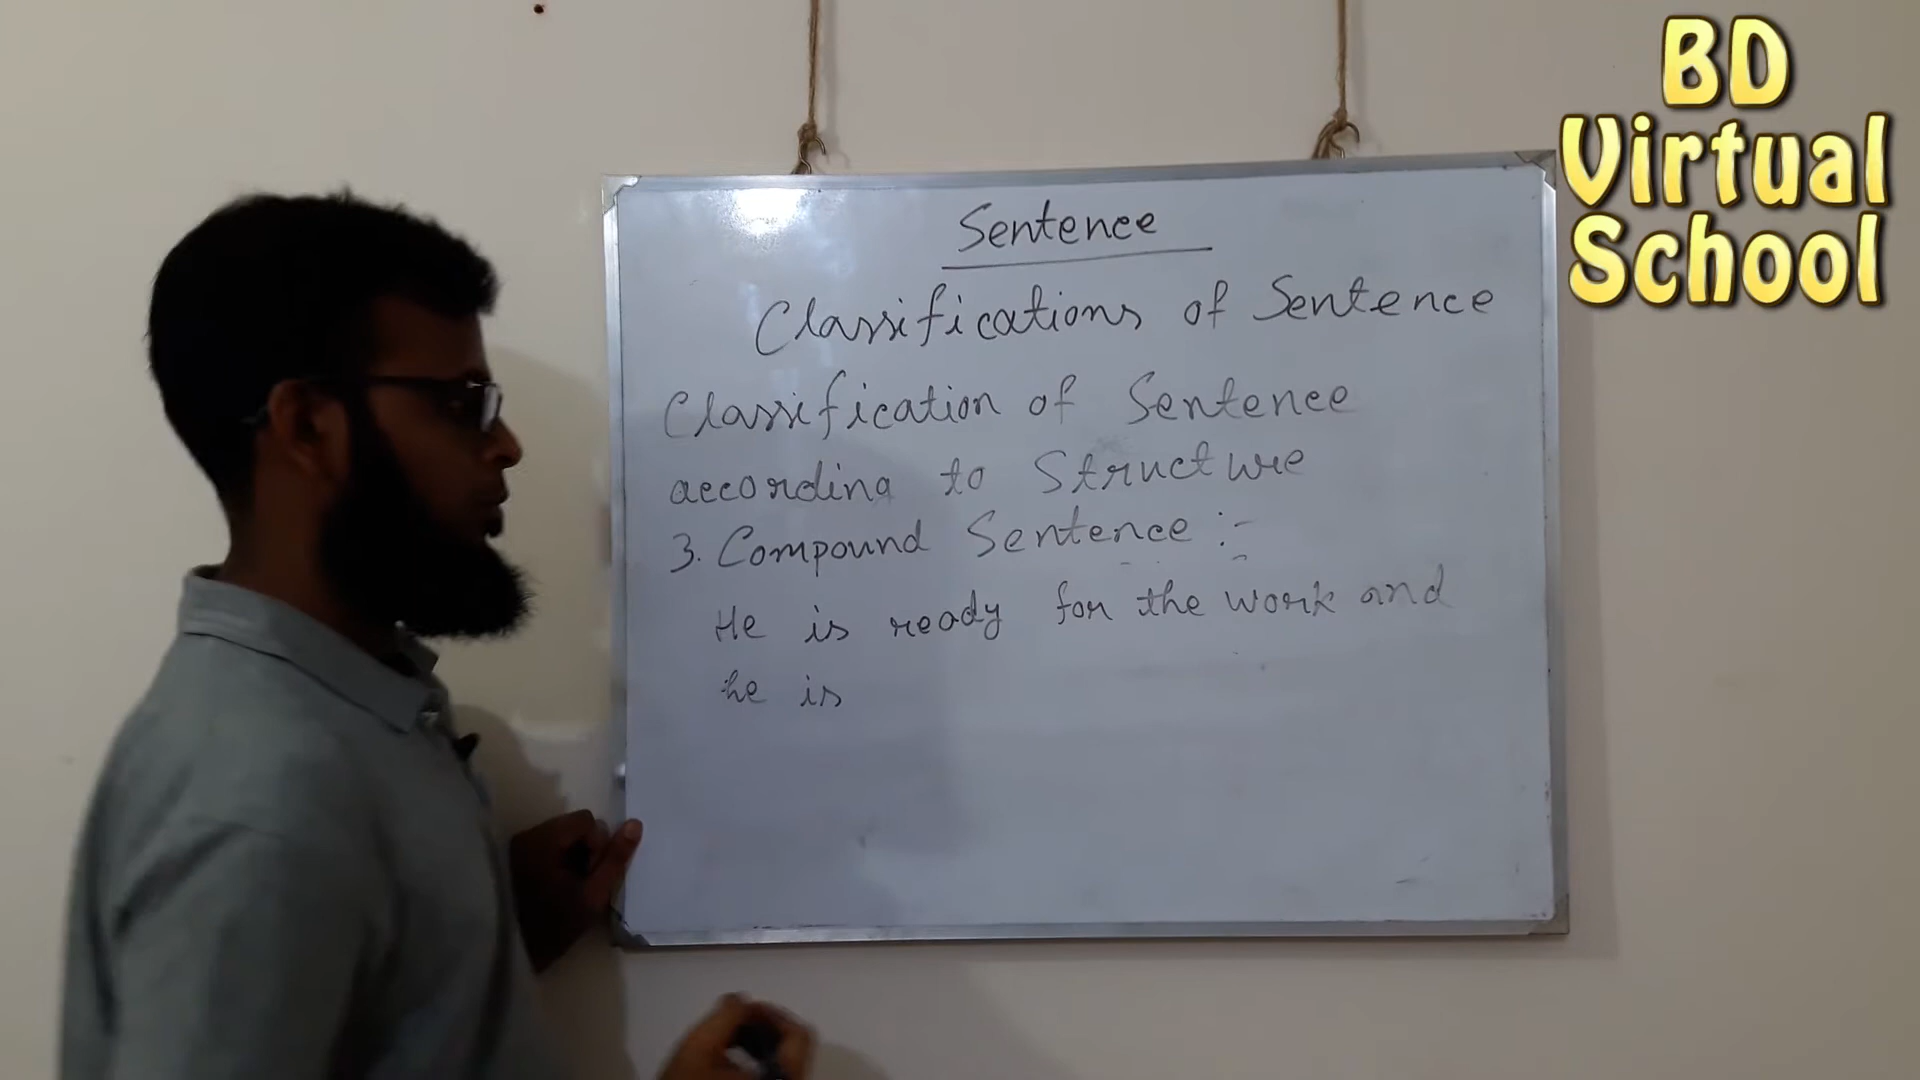 BD
Virtual
School
Sentence
Classifications of Sentence
Classification of Sentence
according to Structure
3. Compound Sentence :-
He is ready for the work and
he is